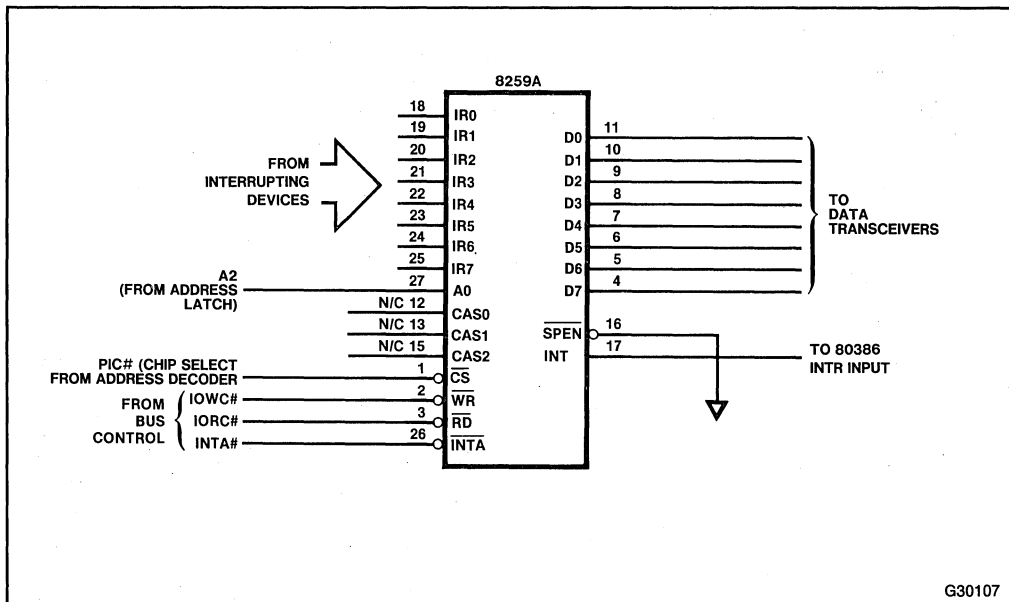 8259A
FROM
INTERRUPTING
DEVICES
18 IR0
19 IR1
20 IR2
21 IR3
22 IR4
23 IR5
24 IR6
25 IR7
A2
(FROM ADDRESS
LATCH)
27 A0
N/C 12 CAS0
N/C 13 CAS1
N/C 15 CAS2
PIC# (CHIP SELECT
FROM ADDRESS DECODER
1 CS
FROM
BUS
CONTROL
IOWC# 2 WR
IORC# 3 RD
INTA# 26 INTA
D0 11
D1 10
D2 9
D3 8
D4 7
D5 6
D6 5
D7 4
TO
DATA
TRANSCEIVERS
SPEN 16
INT 17
TO 80386
INTR INPUT
G30107